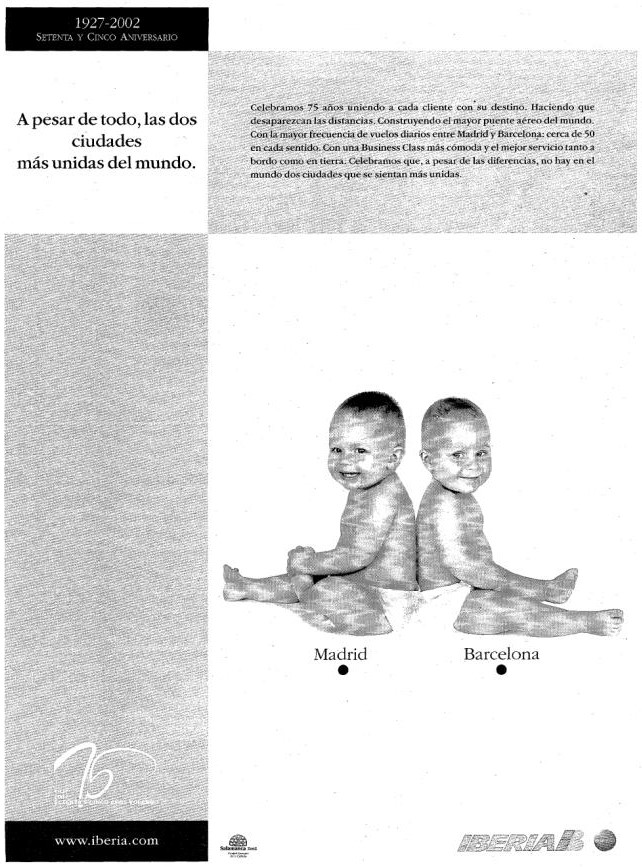 1927-2002
SETENTA Y CINCO ANIVERSARIO
A pesar de todo, las dos
ciudades
más unidas del mundo.
Celebramos 75 años uniendo a cada cliente con su destino. Haciendo que
desaparezcan las distancias. Construyendo el mayor puente aéreo del mundo.
Con la mayor frecuencia de vuelos diarios entre Madrid y Barcelona: cerca de 50
en cada sentido. Con una Business Class más cómoda y el mejor servicio tanto a
bordo como en tierra. Celebramos que, a pesar de las diferencias, no hay en el
mundo dos ciudades que se sientan más unidas.
Madrid
Barcelona
75
SETENTA Y CINCO AÑOS VOLANDO
www.iberia.com
Salamanca
IBERIA